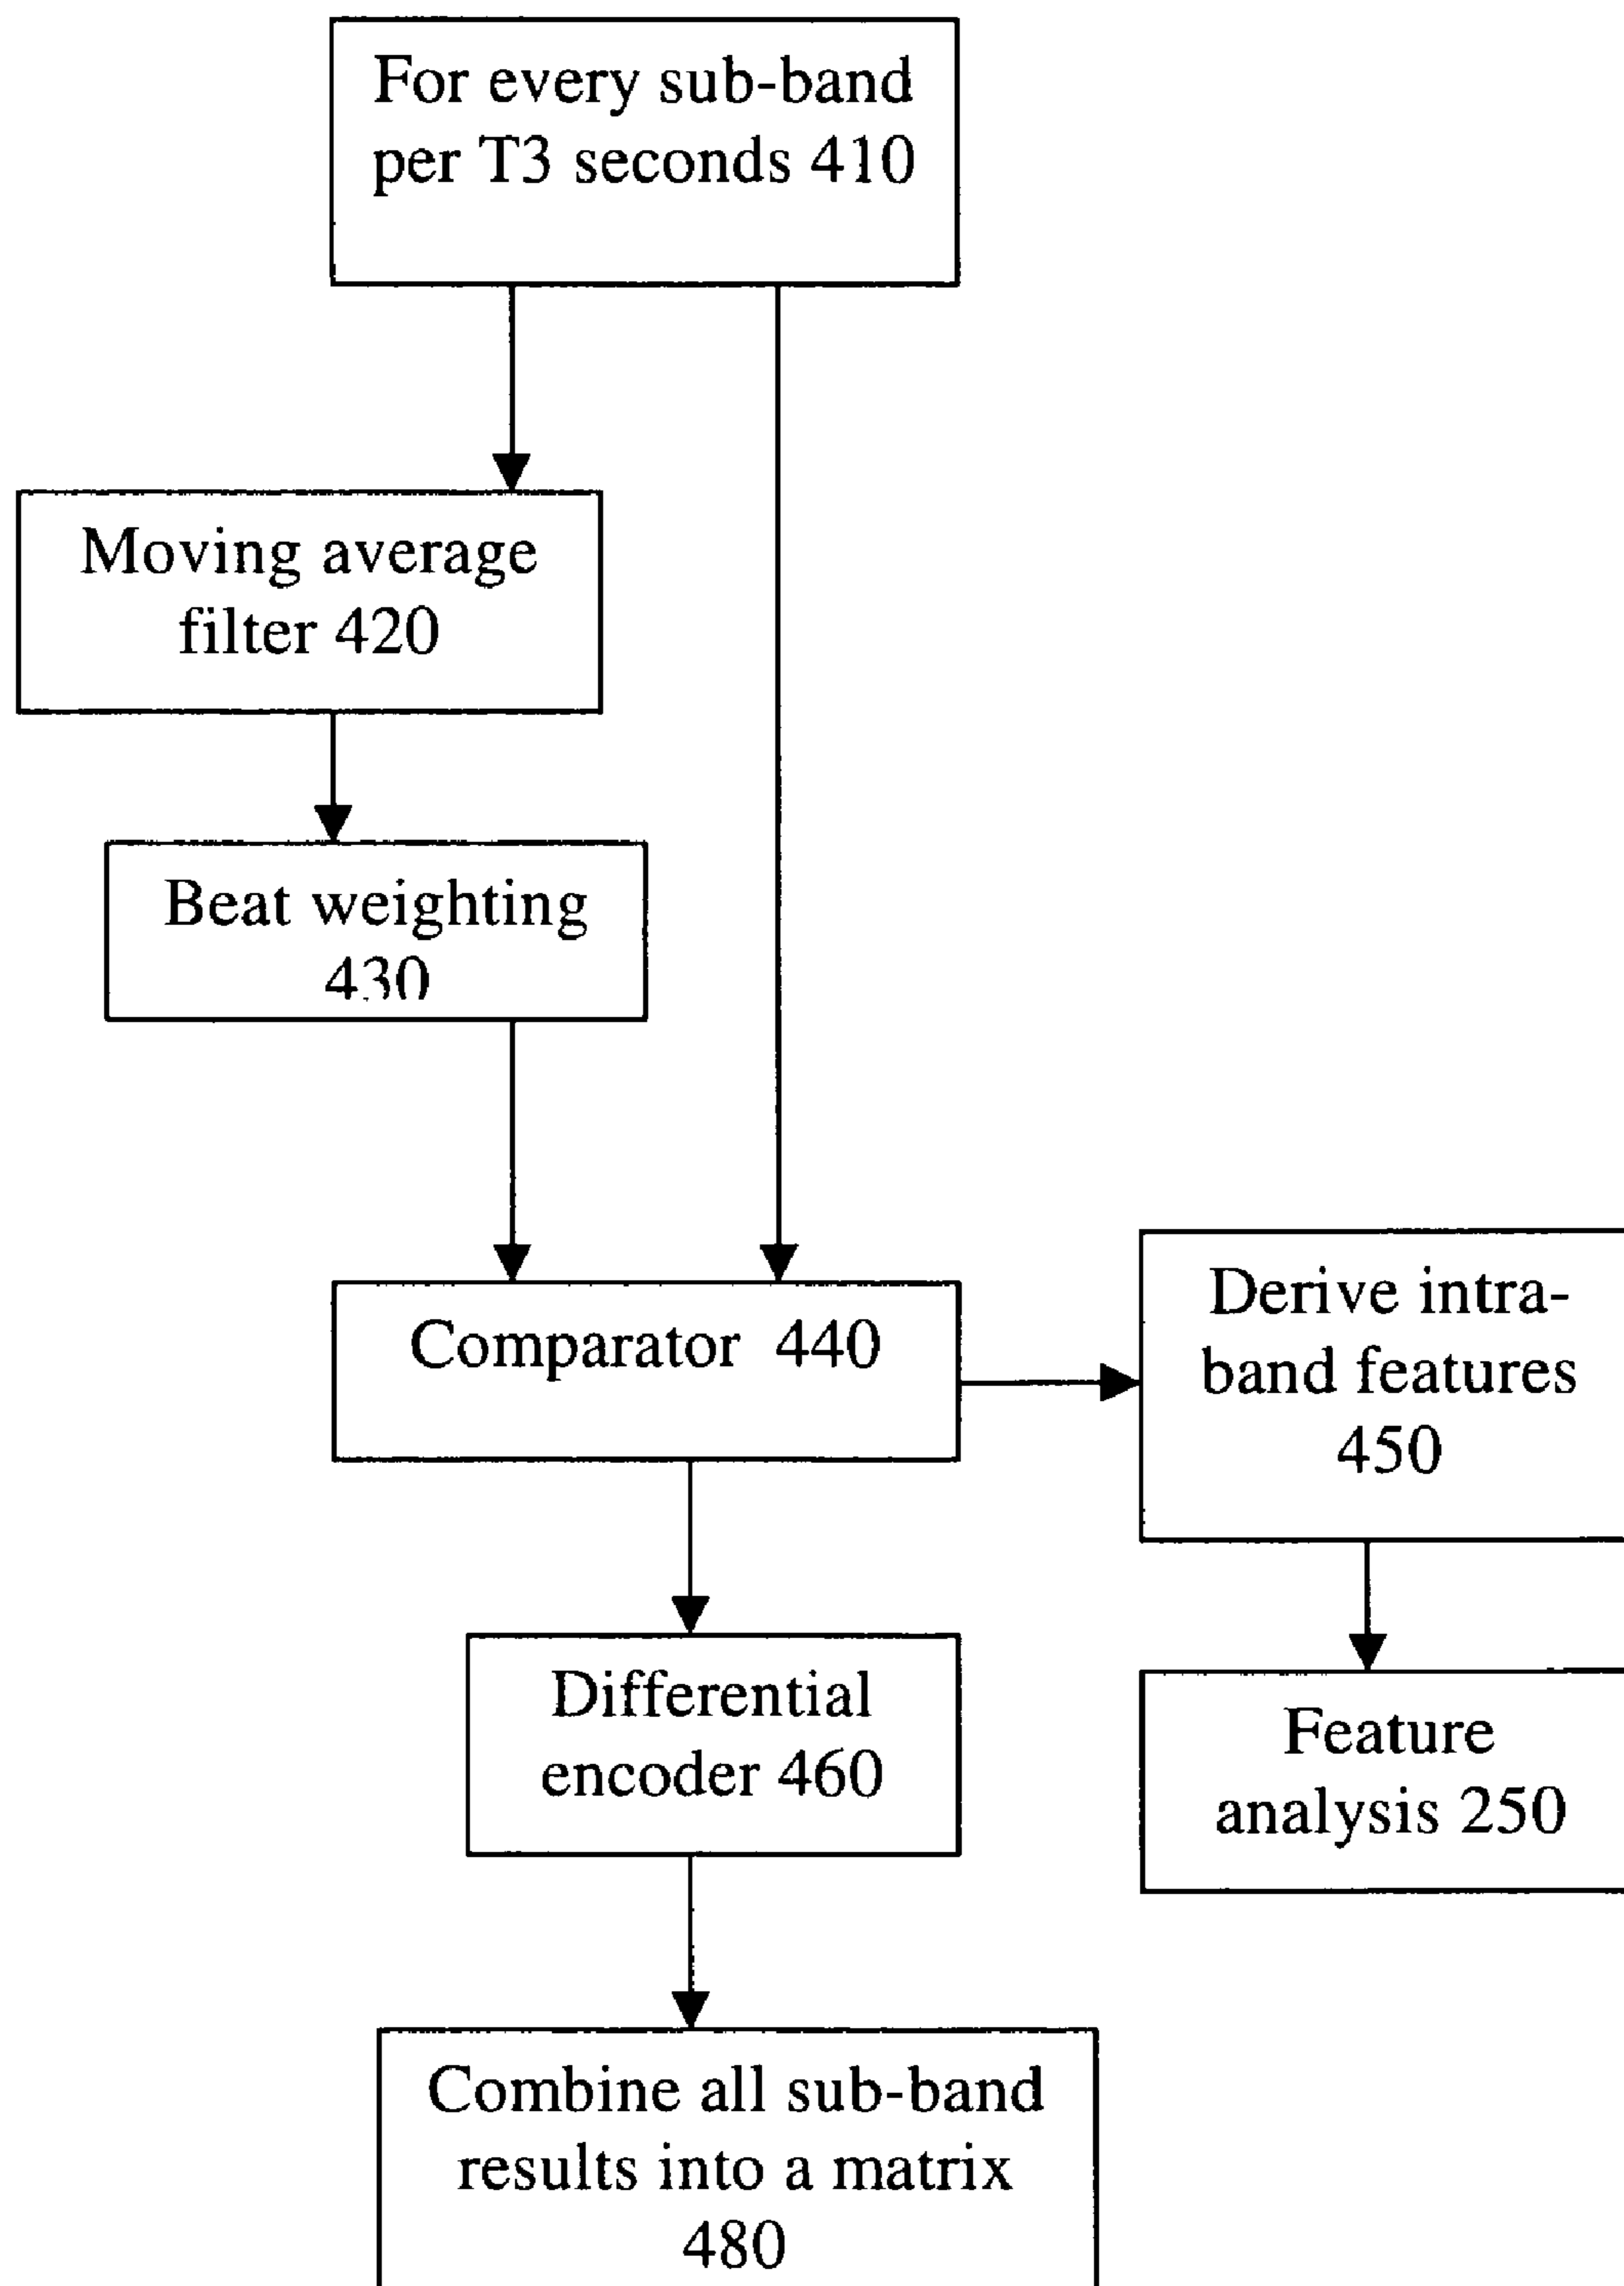 For every sub-band
per T3 seconds 410
Moving average
filter 420
Beat weighting
430
Comparator 440
Derive intra-
band features
450
Differential
encoder 460
Feature
analysis 250
Combine all sub-band
results into a matrix
480